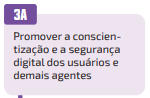 3A
Promover a conscien-
tização e a segurança
digital dos usuários e
demais agentes